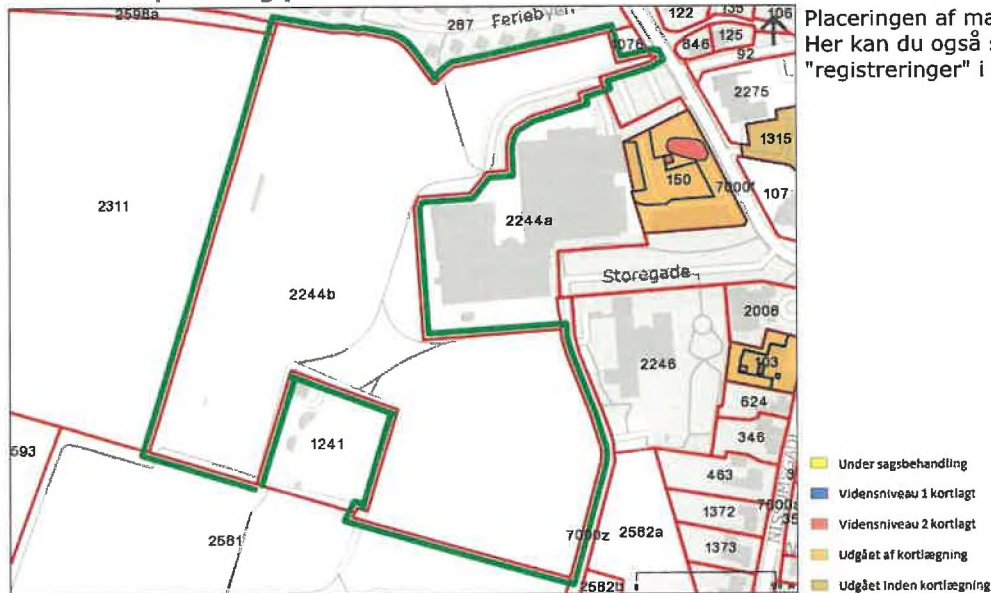 Placeringen af ma
Her kan du også s
"registreringer" i
2598a
287
Feriebyen
1076
122
135
106
846
125
92
2275
1315
107
150
7000f
2311
2244a
2244b
Storegade
2006
103
2246
624
346
463
1372
1373
1241
593
2581
7000z
2582a
2582b
Under sagsbehandling
Vidensniveau 1 kortlagt
Vidensniveau 2 kortlagt
Udgået af kortlægning
Udgået inden kortlægning